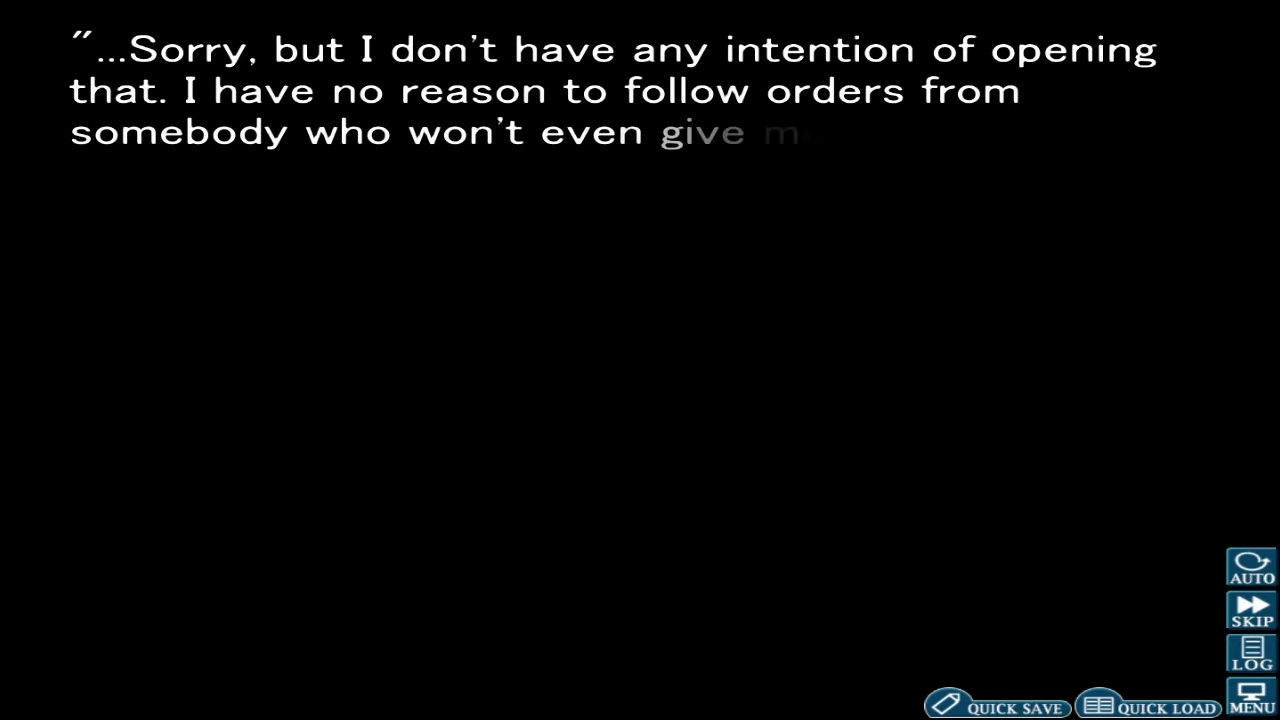 "...Sorry, but I don't have any intention of opening
that. I have no reason to follow orders from
somebody who won't even give
AUTO
SKIP
LOG
QUICK SAVE
QUICK LOAD
MENU